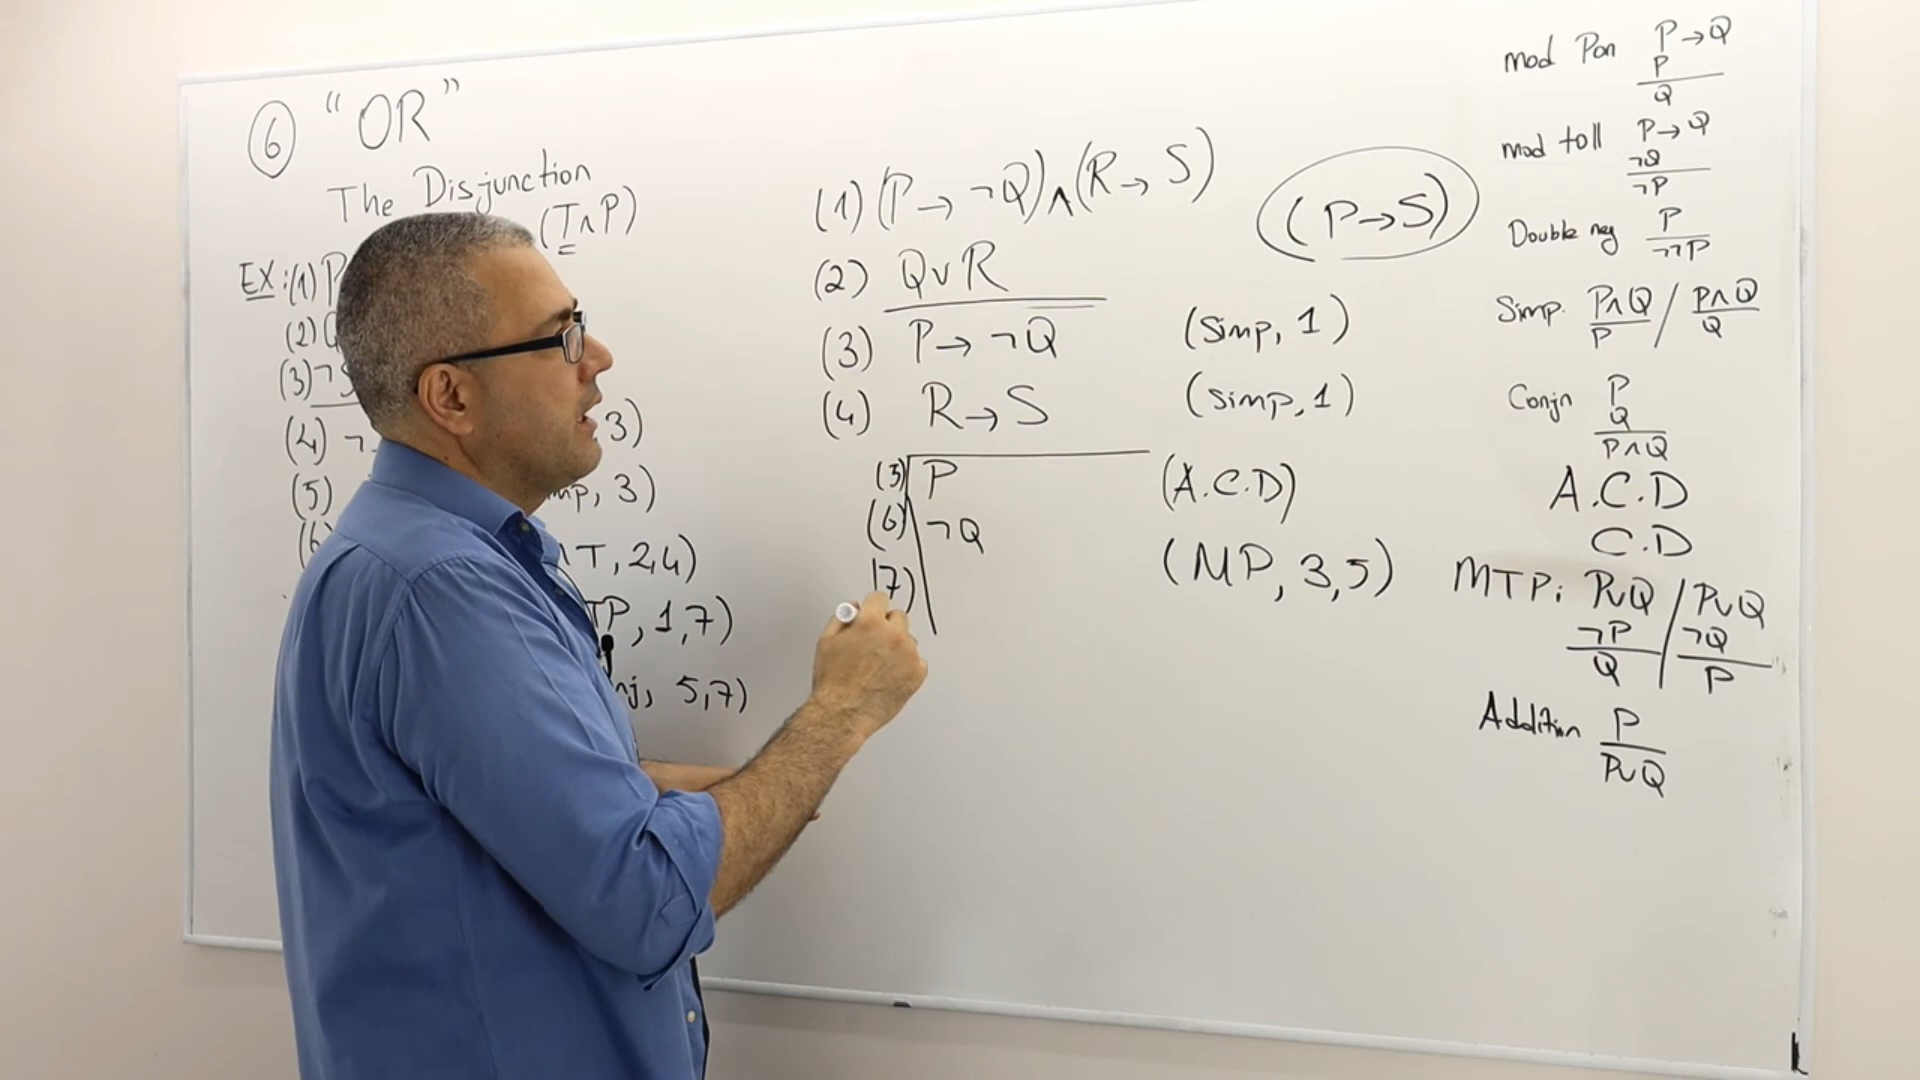 6 "OR"
The Disjunction
(T∧P)
EX: (1) P
(2) Q
(3) ¬S
(4) ¬
(5)
(6
, 3)
mp, 3)
∧T, 2,4)
TP, 1,7)
nj, 5,7)
(1) (P → ¬Q) ∧ (R → S)
(2) Q∨R
(3) P → ¬Q (Simp, 1)
(4) R → S (Simp, 1)
(5) P (A.C.D)
(6) ¬Q (MP, 3,5)
(7)
(P→S)
mod Pon P→Q
P
Q
mod toll P→Q
¬Q
¬P
Double neg P
¬¬P
Simp. P∧Q / P∧Q
P Q
Conjn P
Q
P∧Q
A.C.D
C.D
MTP: P∨Q / P∨Q
¬P ¬Q
Q P
Addition P
P∨Q